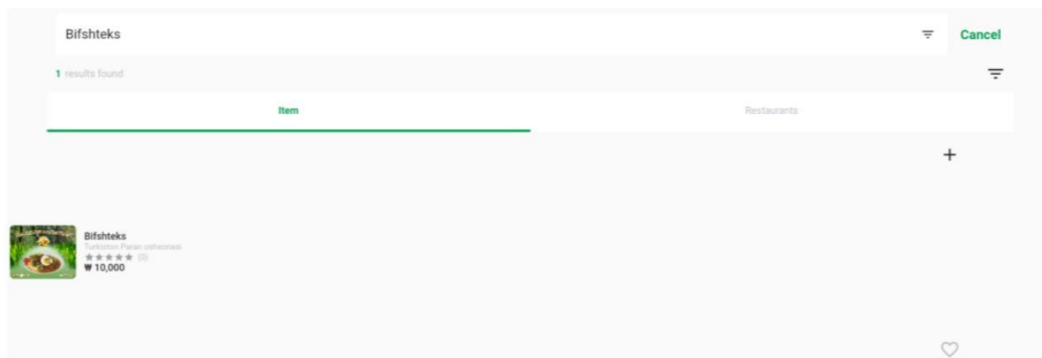 Bifshteks
Cancel
1 results found
Item
Restaurants
Bifshteks
Turkiston Paran oshxonasi
(0)
₩ 10,000